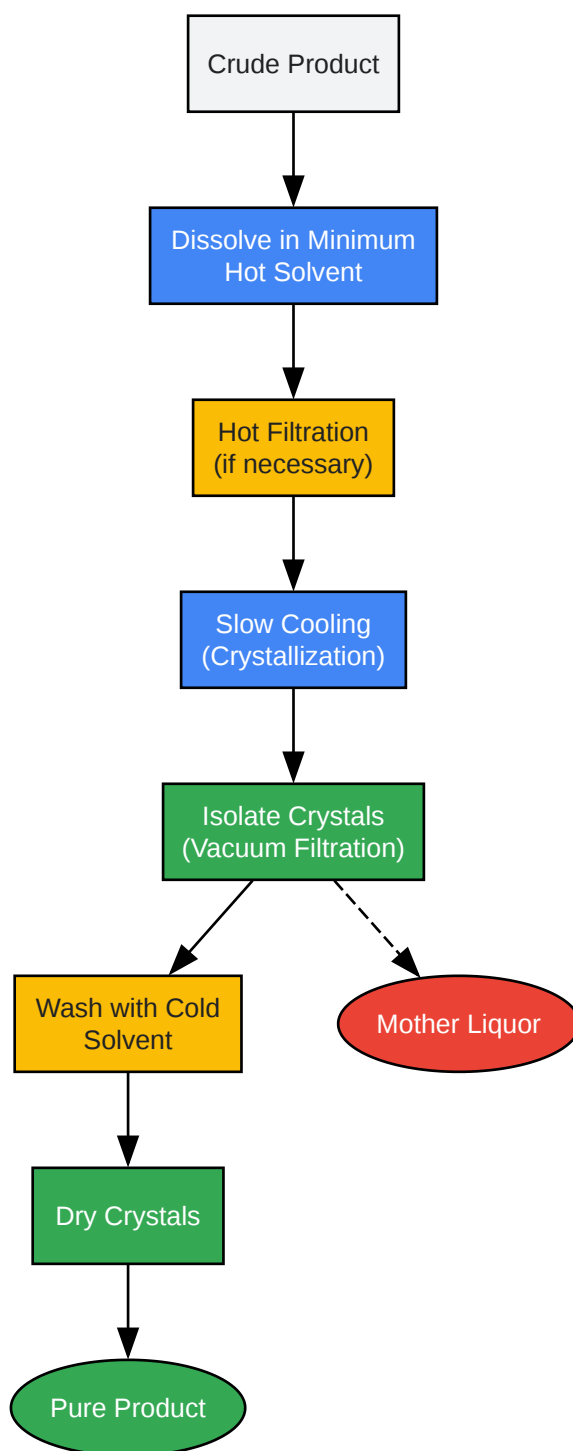 Crude Product
Dissolve in Minimum
Hot Solvent
Hot Filtration
(if necessary)
Slow Cooling
(Crystallization)
Isolate Crystals
(Vacuum Filtration)
Wash with Cold
Solvent
Mother Liquor
Dry Crystals
Pure Product